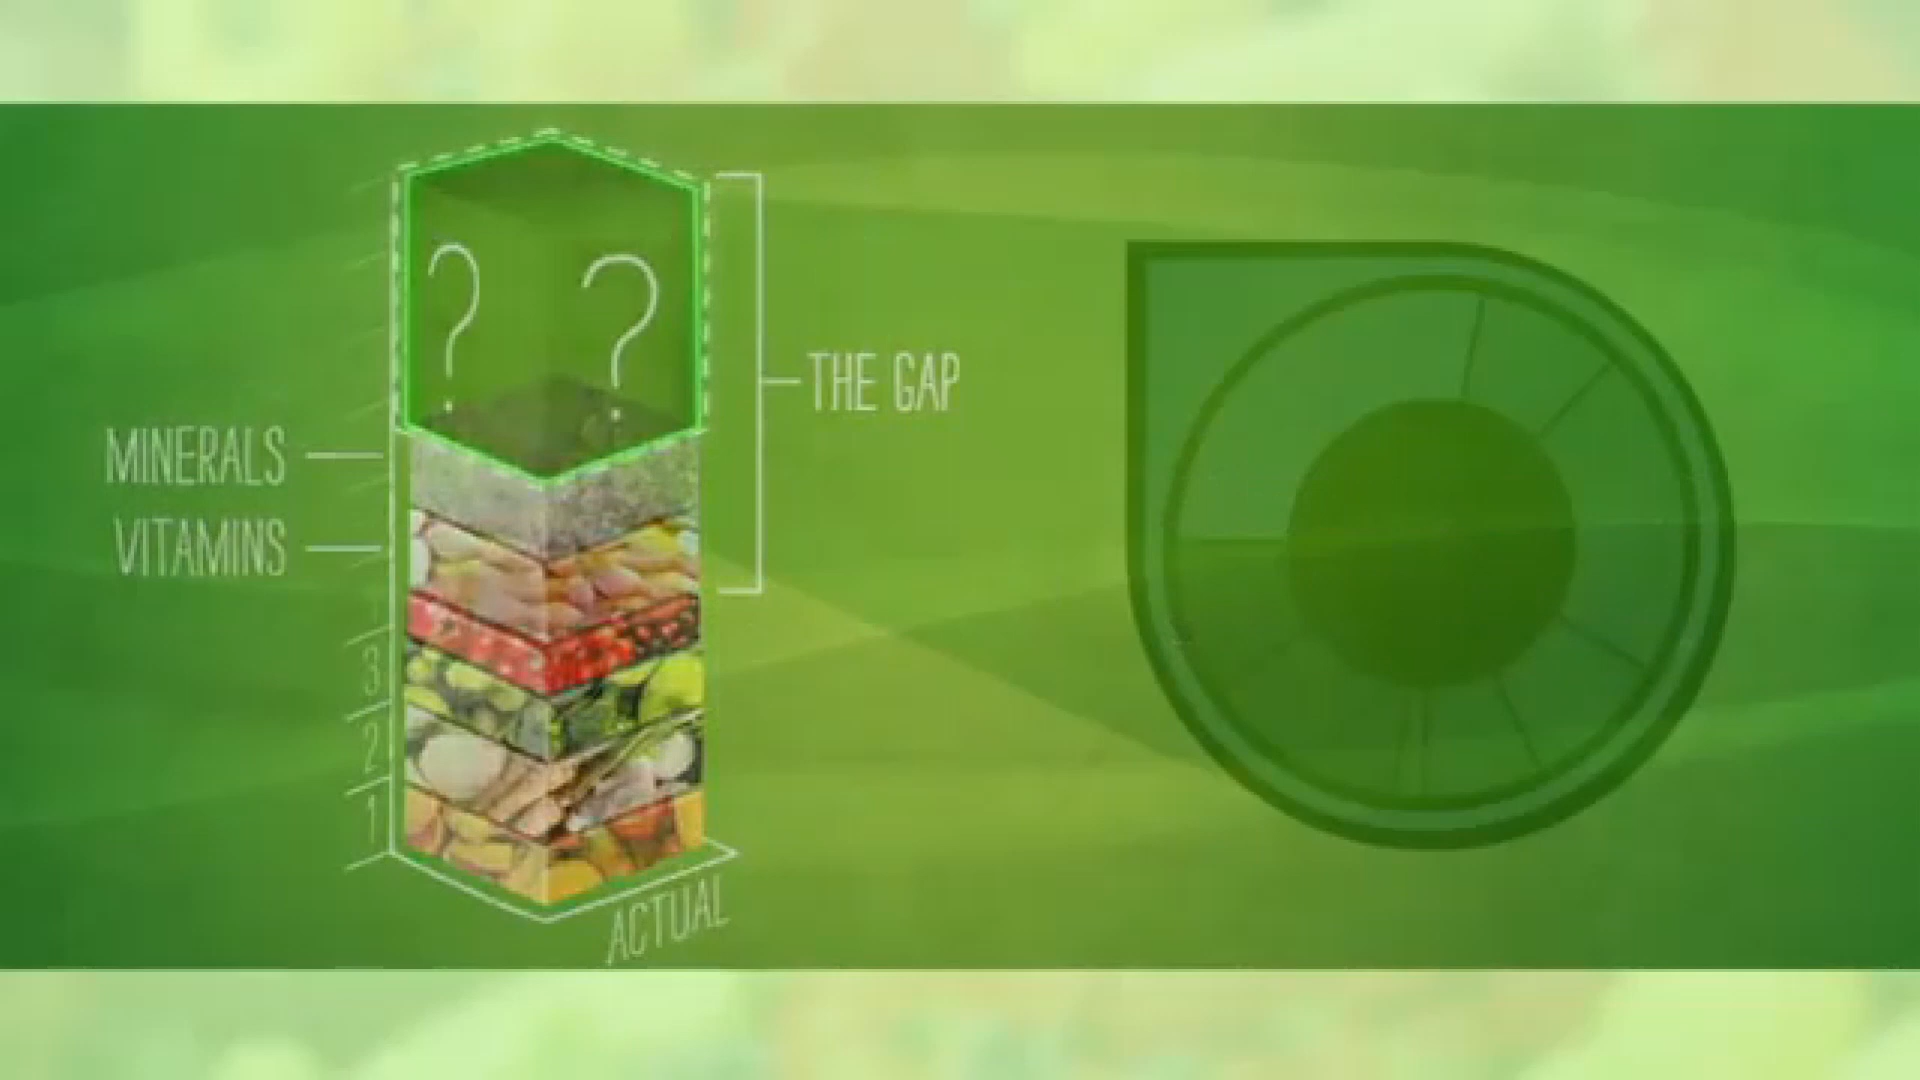 ? ?
THE GAP
MINERALS
VITAMINS
3
2
1
ACTUAL